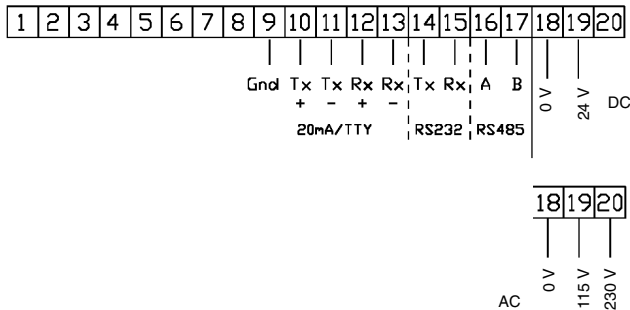 1 2 3 4 5 6 7 8 9 10 11 12 13 14 15 16 17 18 19 20
Gnd Tx Tx Rx Rx Tx Rx A B
+ - + -
20mA/TTY RS232 RS485
0 V 24 V DC
18 19 20
0 V 115 V 230 V
AC